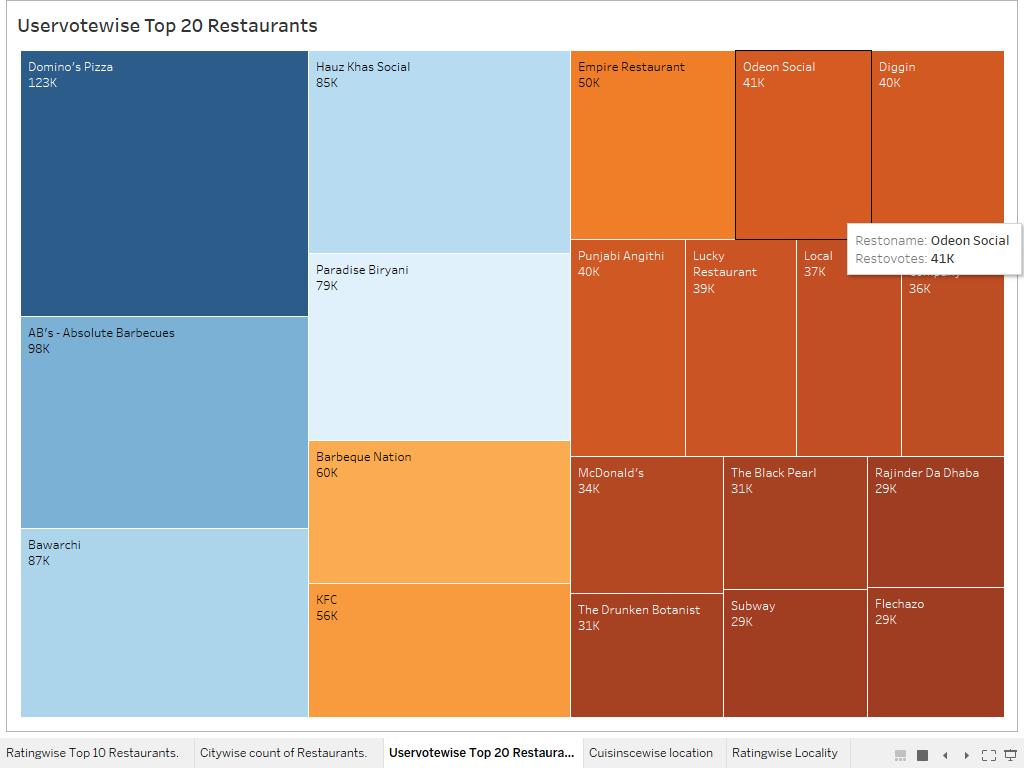 Uservotewise Top 20 Restaurants
Domino's Pizza
123K
AB's - Absolute Barbecues
98K
Bawarchi
87K
Hauz Khas Social
85K
Paradise Biryani
79K
Barbeque Nation
60K
KFC
56K
Empire Restaurant
50K
Odeon Social
41K
Diggin
40K
Restoname: Odeon Social
Restovotes: 41K
Punjabi Angithi
40K
Lucky
Restaurant
39K
Local
37K
36K
McDonald's
34K
The Drunken Botanist
31K
The Black Pearl
31K
Subway
29K
Rajinder Da Dhaba
29K
Flechazo
29K
Ratingwise Top 10 Restaurants.
Citywise count of Restaurants.
Uservotewise Top 20 Restaura...
Cuisinscewise location
Ratingwise Locality